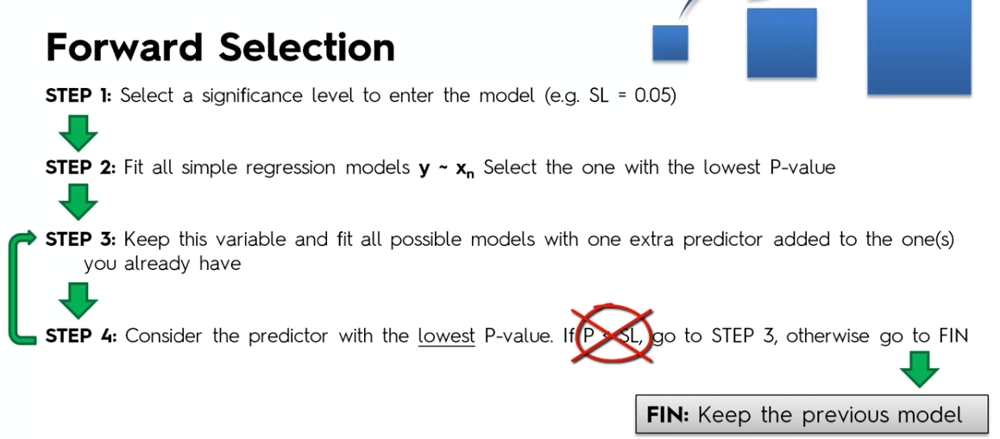 Forward Selection
STEP 1: Select a significance level to enter the model (e.g. SL = 0.05)
STEP 2: Fit all simple regression models y ~ xn Select the one with the lowest P-value
STEP 3: Keep this variable and fit all possible models with one extra predictor added to the one(s)
you already have
STEP 4: Consider the predictor with the lowest P-value. If P < SL, go to STEP 3, otherwise go to FIN
FIN: Keep the previous model